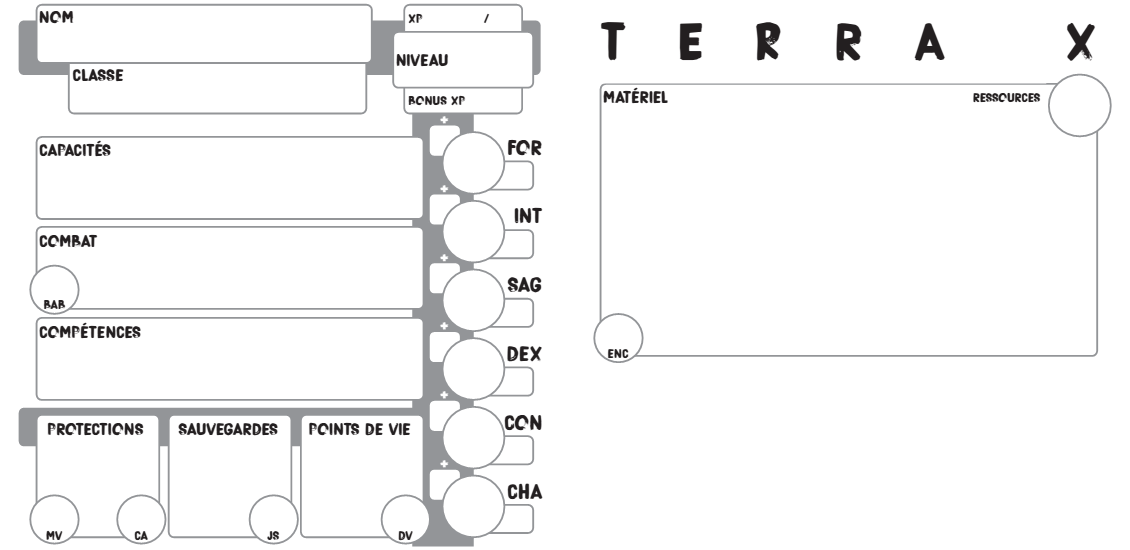 NOM
XP /
NIVEAU
CLASSE
BONUS XP
+
CAPACITÉS
FOR
+
INT
COMBAT
BAB
+
SAG
COMPÉTENCES
+
DEX
+
CON
PROTECTIONS
SAUVEGARDES
POINTS DE VIE
+
CHA
MV
CA
JS
DV
T E R R A X
MATÉRIEL
RESSOURCES
ENC